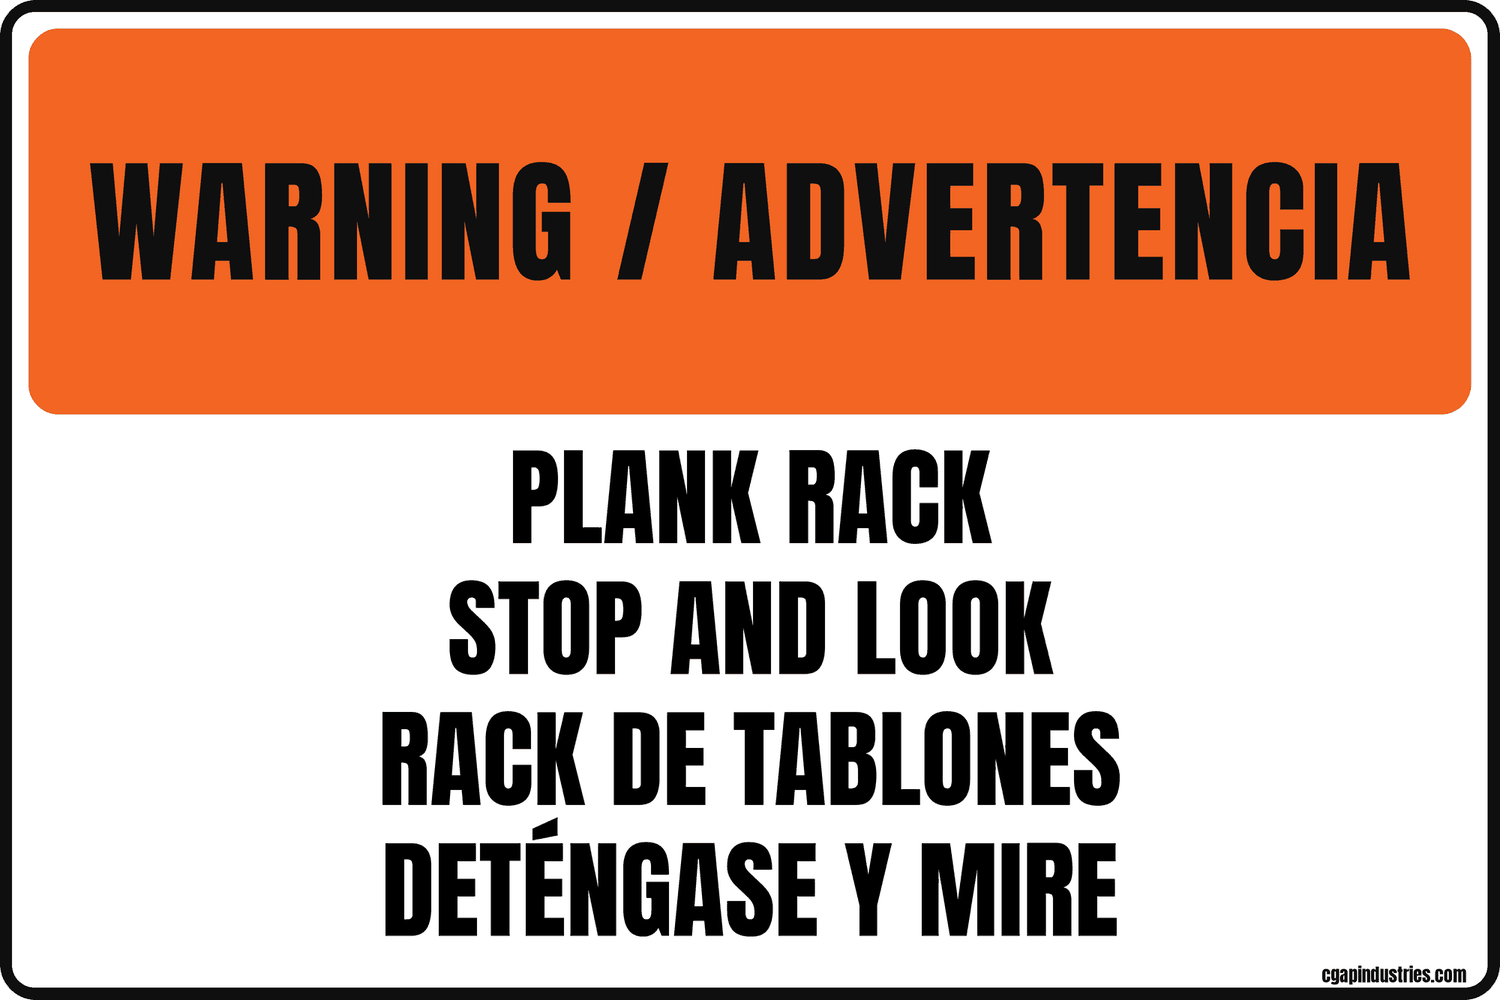 WARNING / ADVERTENCIA
PLANK RACK
STOP AND LOOK
RACK DE TABLONES
DETÉNGASE Y MIRE
cgapindustries.com